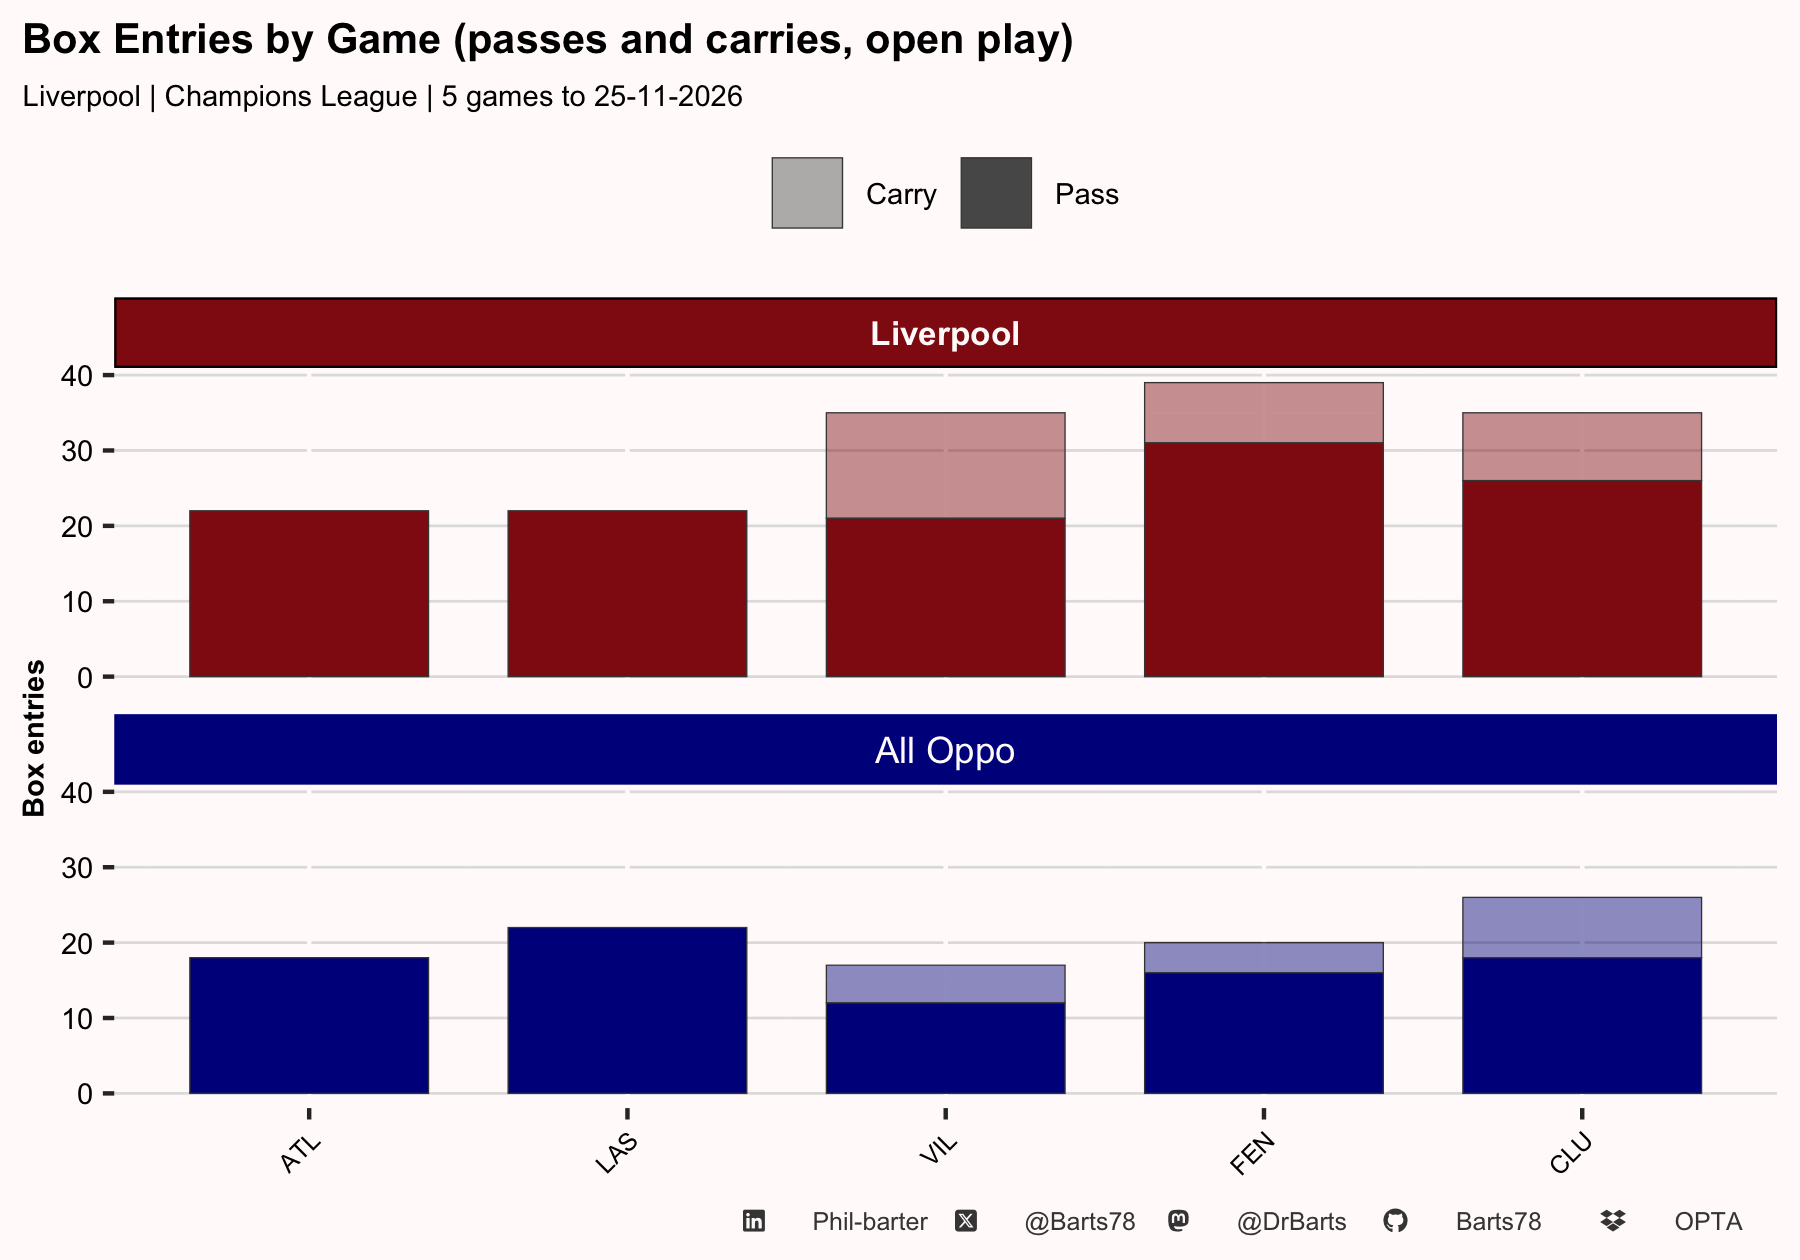 Box Entries by Game (passes and carries, open play)
Liverpool | Champions League | 5 games to 25-11-2026
Carry Pass
Liverpool
40
30
20
10
0
Box entries
All Oppo
40
30
20
10
0
ATL LAS VIL FEN CLU
Phil-barter @Barts78 @DrBarts Barts78 OPTA